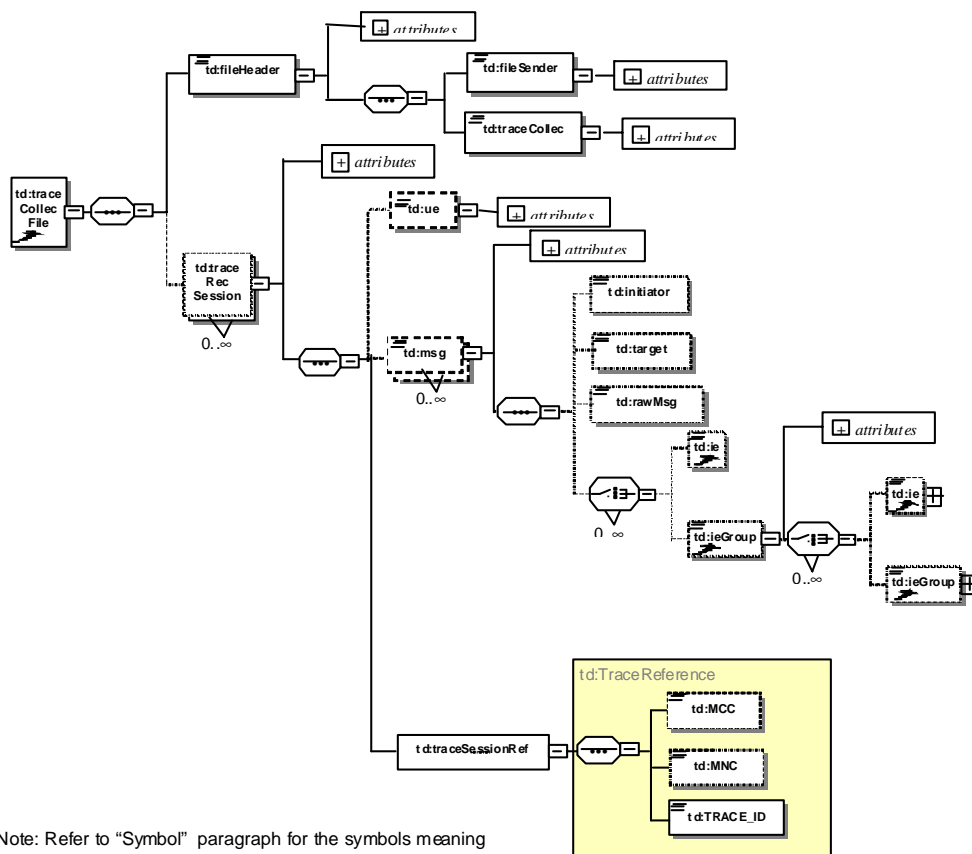 attributes
td:fileHeader
td:fileSender
attributes
td:traceCollec
attributes
attributes
td:trace
Collec
File
td:ue
attributes
attributes
td:trace
Rec
Session
0..∞
td:initiator
td:msg
0..∞
td:target
td:rawMsg
td:ie
attributes
0 ∞
td:ieGroup
0..∞
td:ie
td:ieGroup
td:TraceReference
td:MCC
td:traceSessionRef
td:MNC
td:TRACE_ID
Note: Refer to “Symbol” paragraph for the symbols meaning